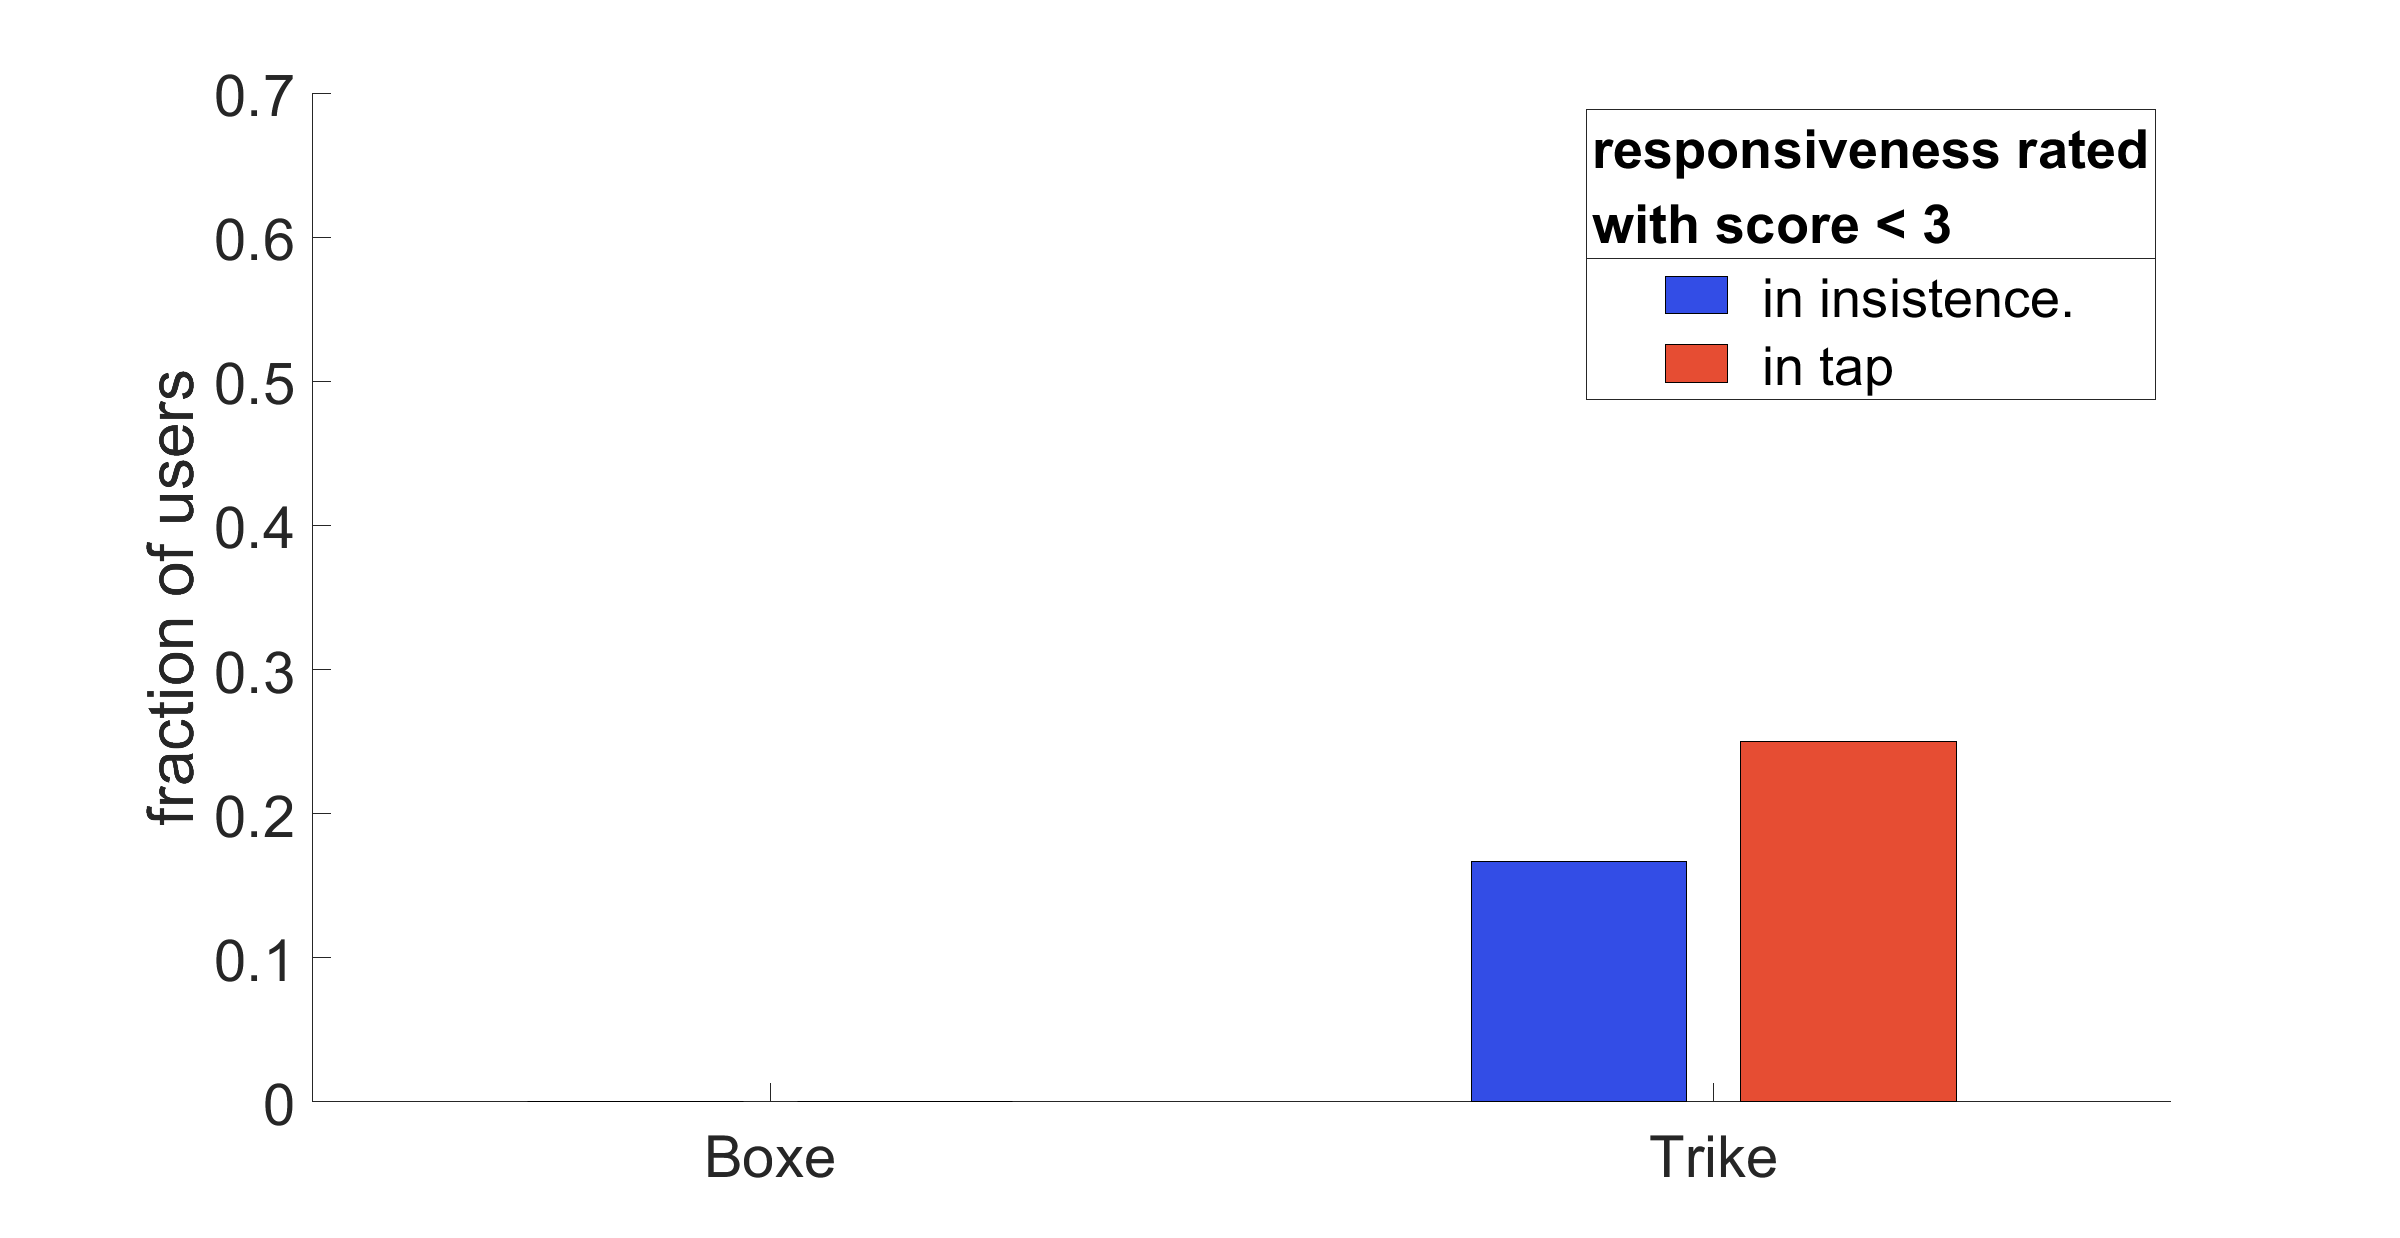 0.7
0.6
0.5
0.4
0.3
0.2
0.1
0
fraction of users
responsiveness rated
with score < 3
in insistence.
in tap
Boxe
Trike